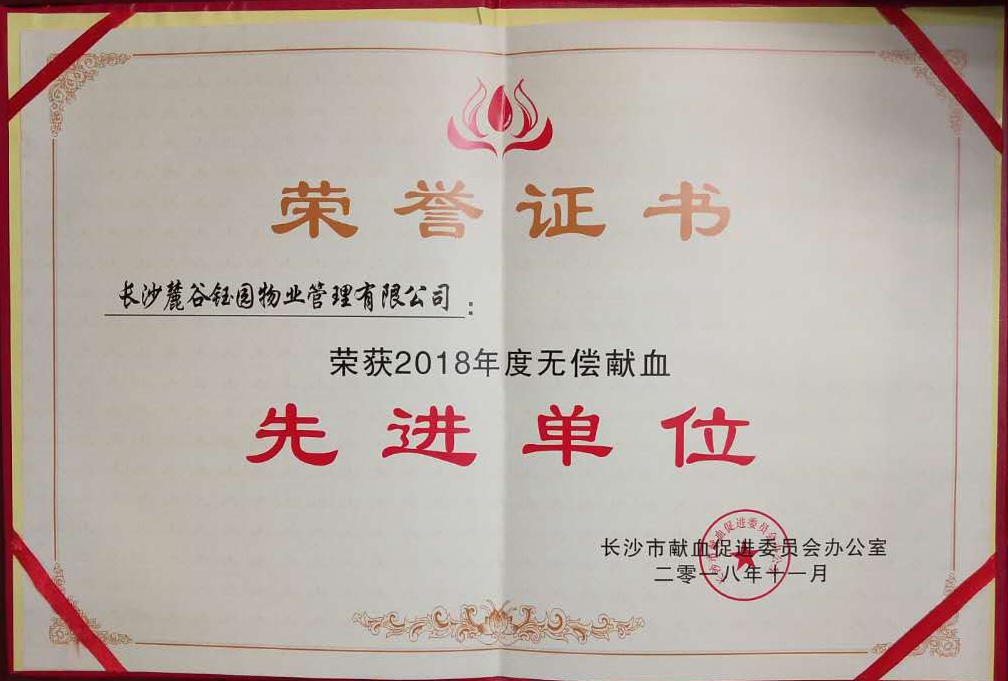 荣誉证书
长沙麓谷钰园物业管理有限公司：
荣获2018年度无偿献血
先进单位
长沙市献血促进委员会办公室
二零一八年十一月